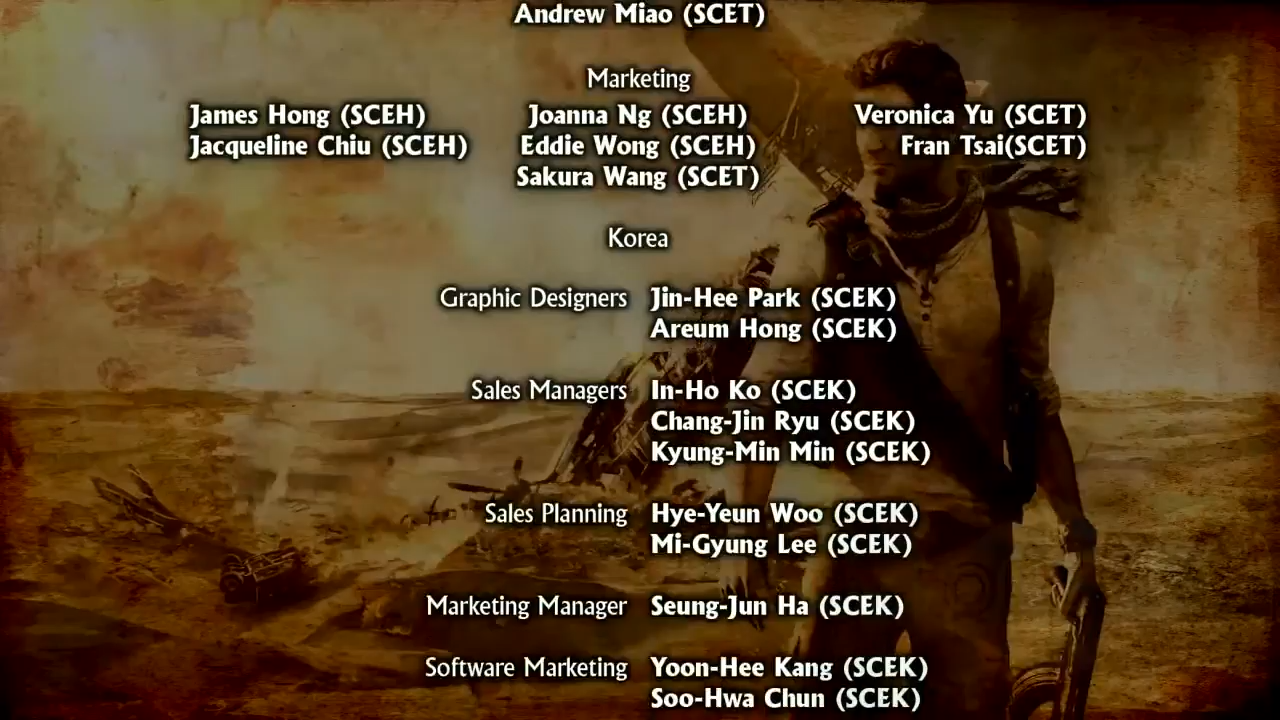 Andrew Miao (SCET)
Marketing
James Hong (SCEH) Joanna Ng (SCEH) Veronica Yu (SCET)
Jacqueline Chiu (SCEH) Eddie Wong (SCEH) Fran Tsai(SCET)
Sakura Wang (SCET)
Korea
Graphic Designers Jin-Hee Park (SCEK)
Areum Hong (SCEK)
Sales Managers In-Ho Ko (SCEK)
Chang-Jin Ryu (SCEK)
Kyung-Min Min (SCEK)
Sales Planning Hye-Yeun Woo (SCEK)
Mi-Gyung Lee (SCEK)
Marketing Manager Seung-Jun Ha (SCEK)
Software Marketing Yoon-Hee Kang (SCEK)
Soo-Hwa Chun (SCEK)